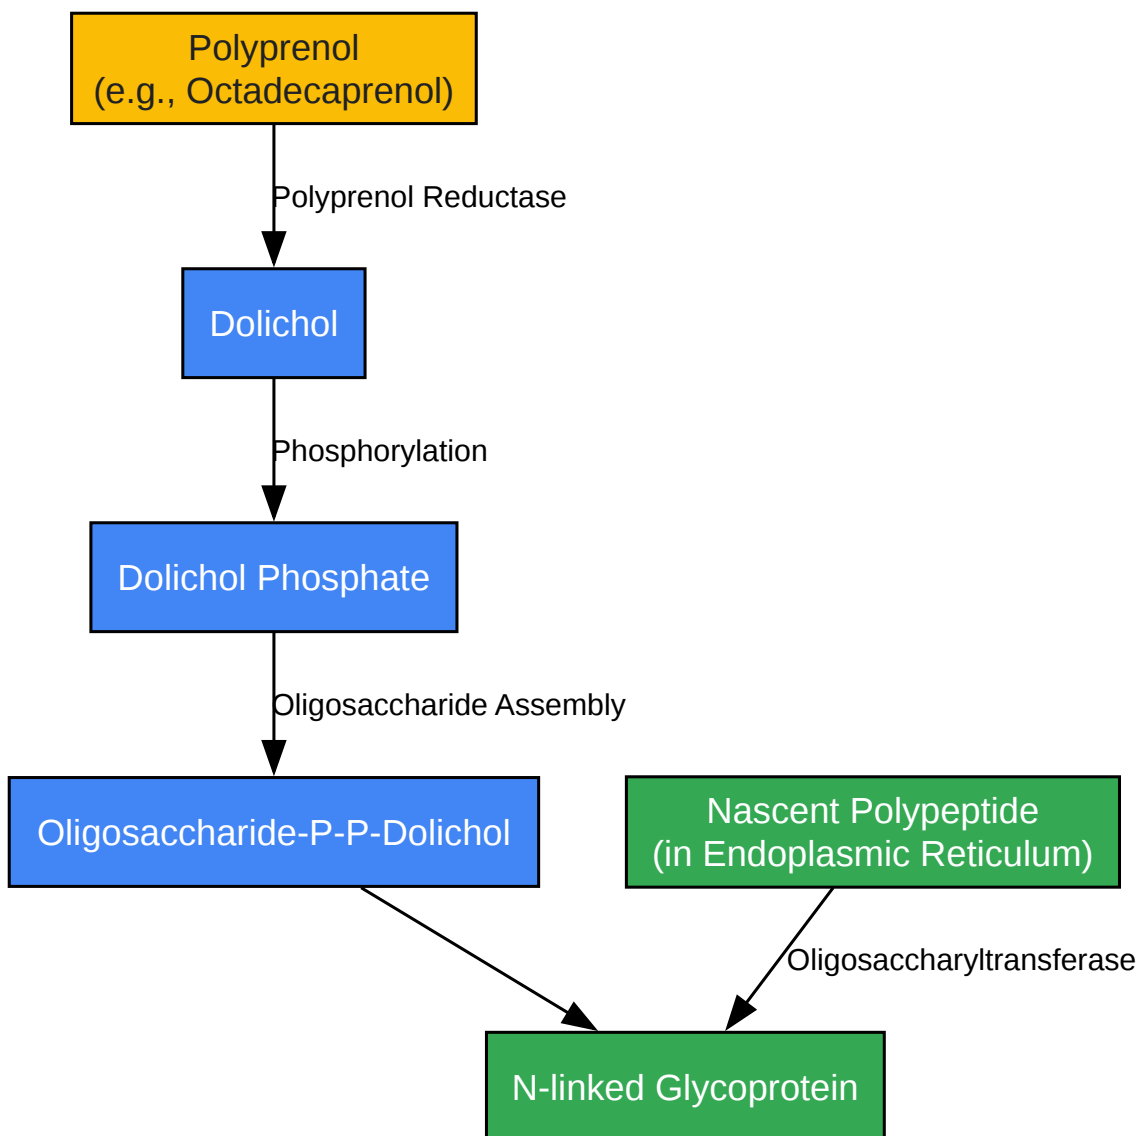 Polyprenol
(e.g., Octadecaprenol)
Polyprenol Reductase
Dolichol
Phosphorylation
Dolichol Phosphate
Oligosaccharide Assembly
Oligosaccharide-P-P-Dolichol
Nascent Polypeptide
(in Endoplasmic Reticulum)
Oligosaccharyltransferase
N-linked Glycoprotein